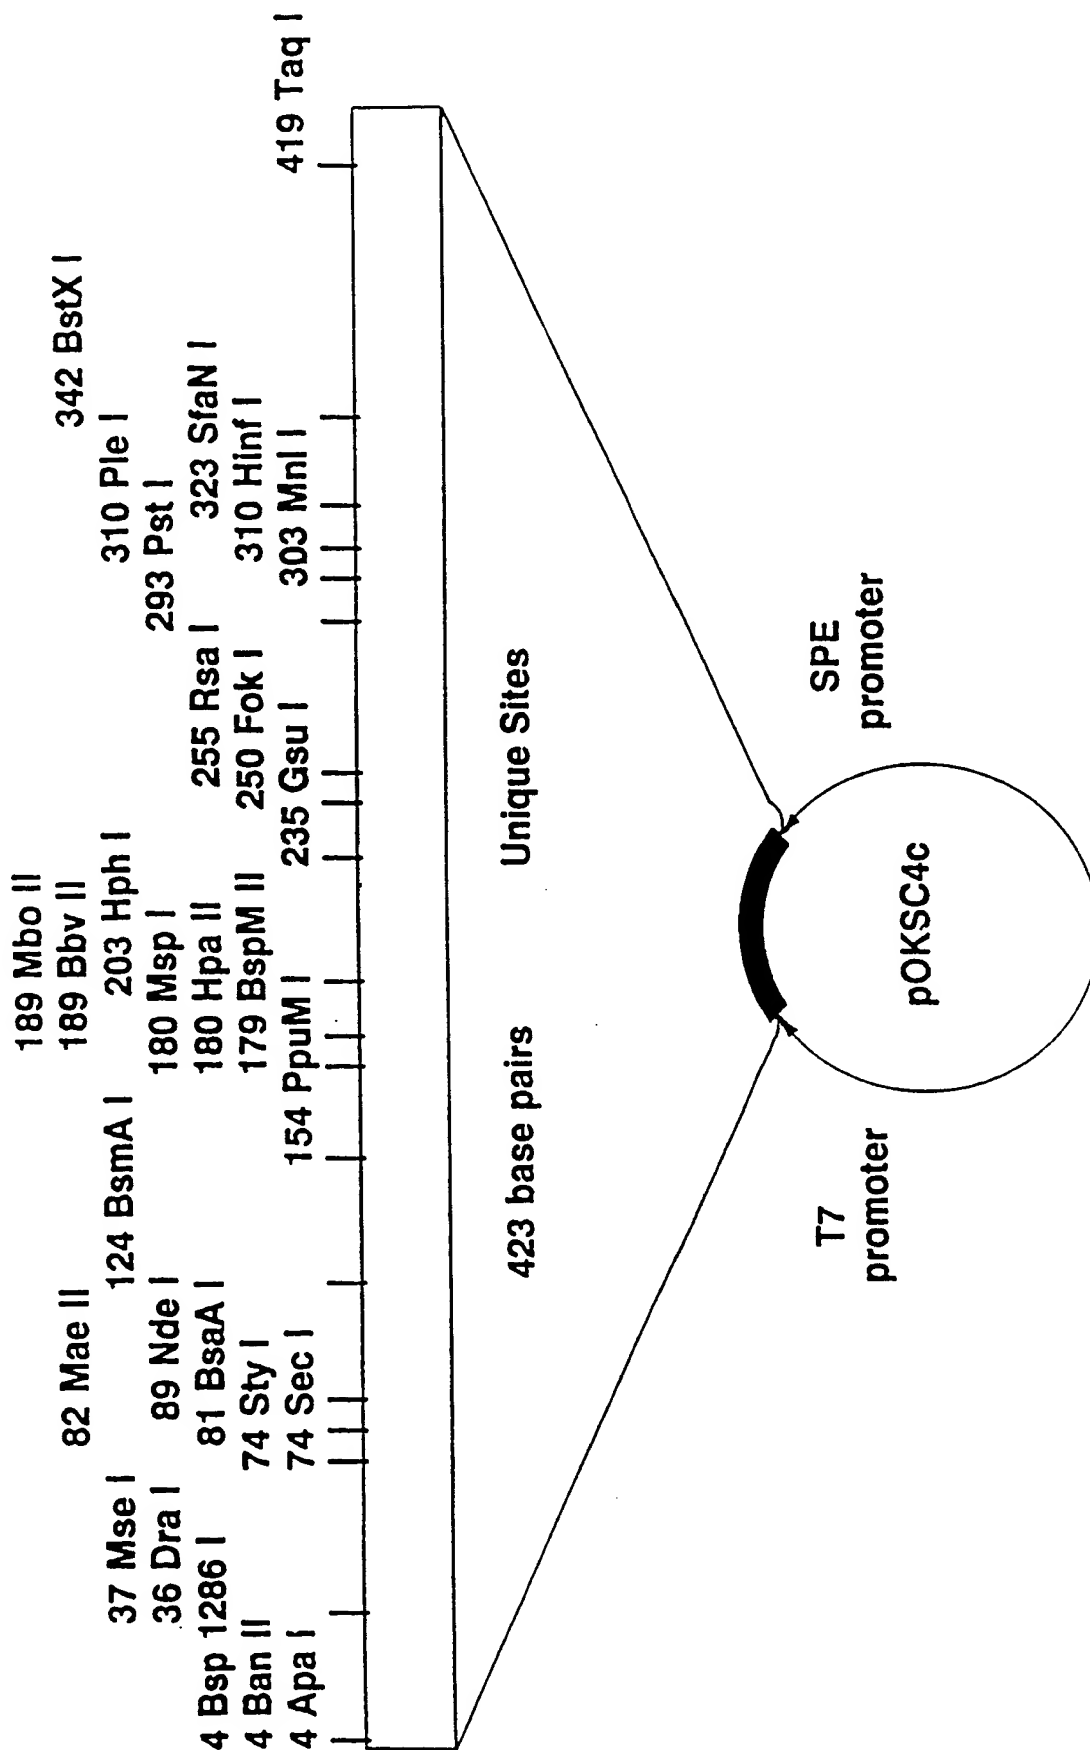 189 Mbo II
189 Bbv II
342 BstX I
82 Mae II
37 Mse I
124 BsmA I
203 Hph I
310 Ple I
36 Dra I
89 Nde I
180 Msp I
293 Pst I
4 Bsp 1286 I
81 BsaA I
180 Hpa II
255 Rsa I
323 SfaN I
4 Ban II
74 Sty I
179 BspM II
250 Fok I
310 Hinf I
4 Apa I
74 Sec I
154 PpuM I
235 Gsu I
303 Mnl I
419 Taq I
423 base pairs
Unique Sites
T7
promoter
SPE
promoter
pOKSC4c